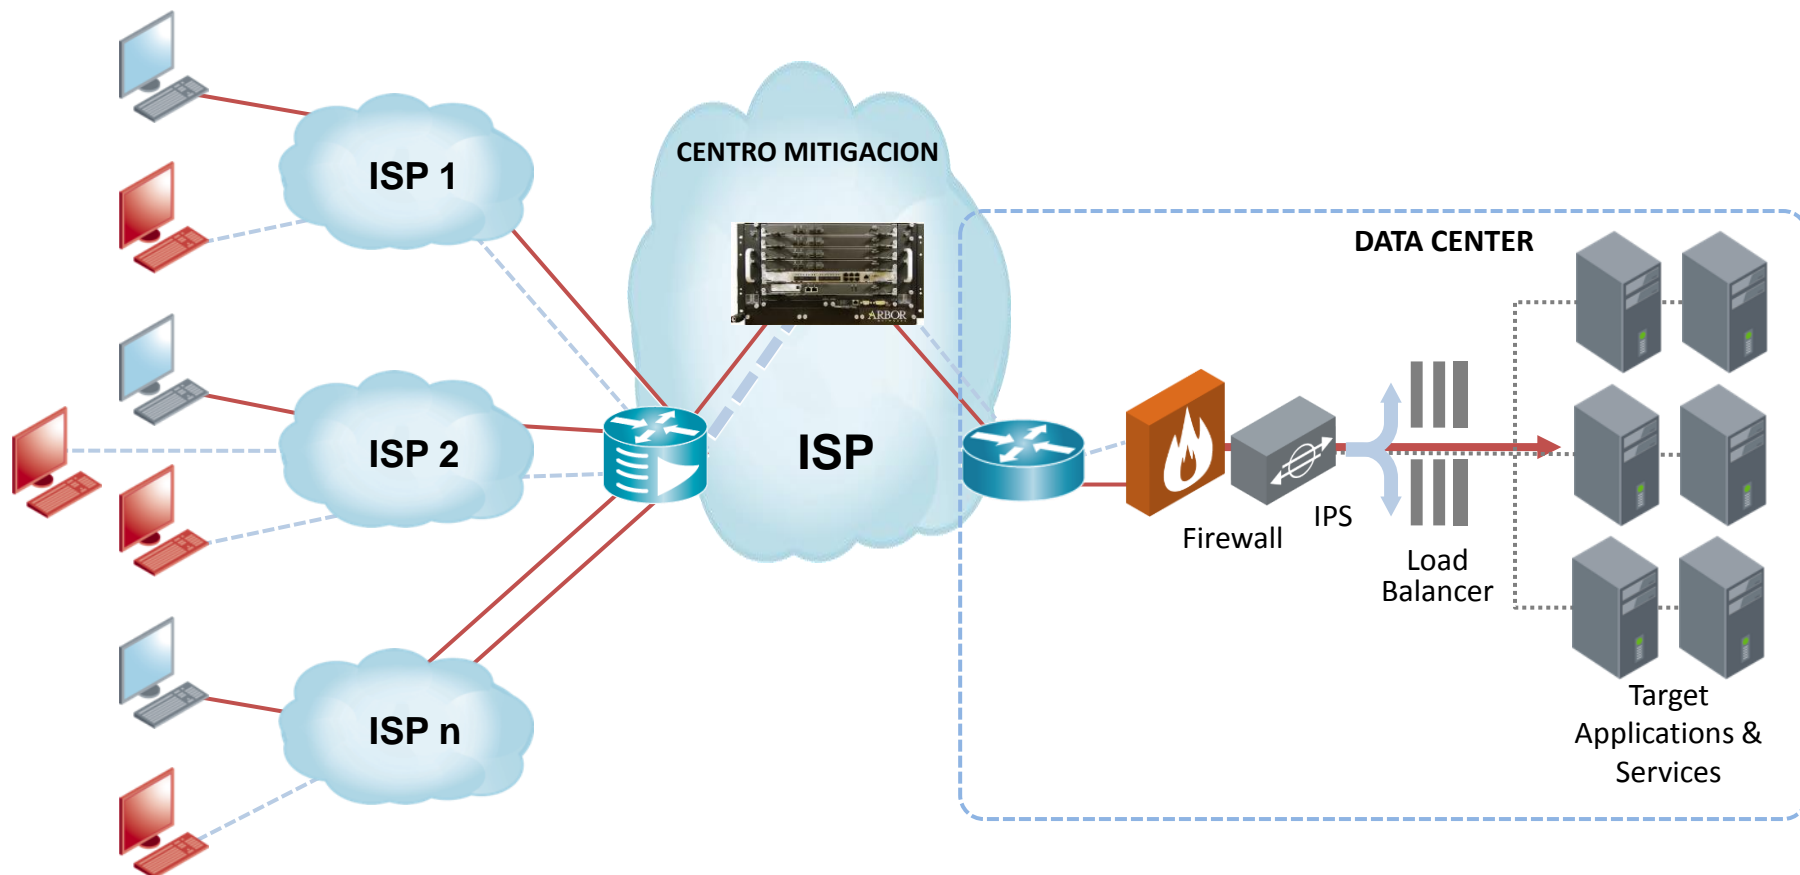 ISP 1
ISP 2
ISP n
CENTRO MITIGACION
ARBOR
ISP
DATA CENTER
Firewall
IPS
Load
Balancer
Target
Applications &
Services